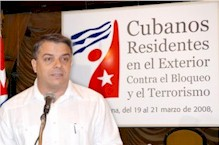 Cubanos
Residentes
en el Exterior
Contra el Bloqueo
y el Terrorismo
del 19 al 21 marzo de 2008,